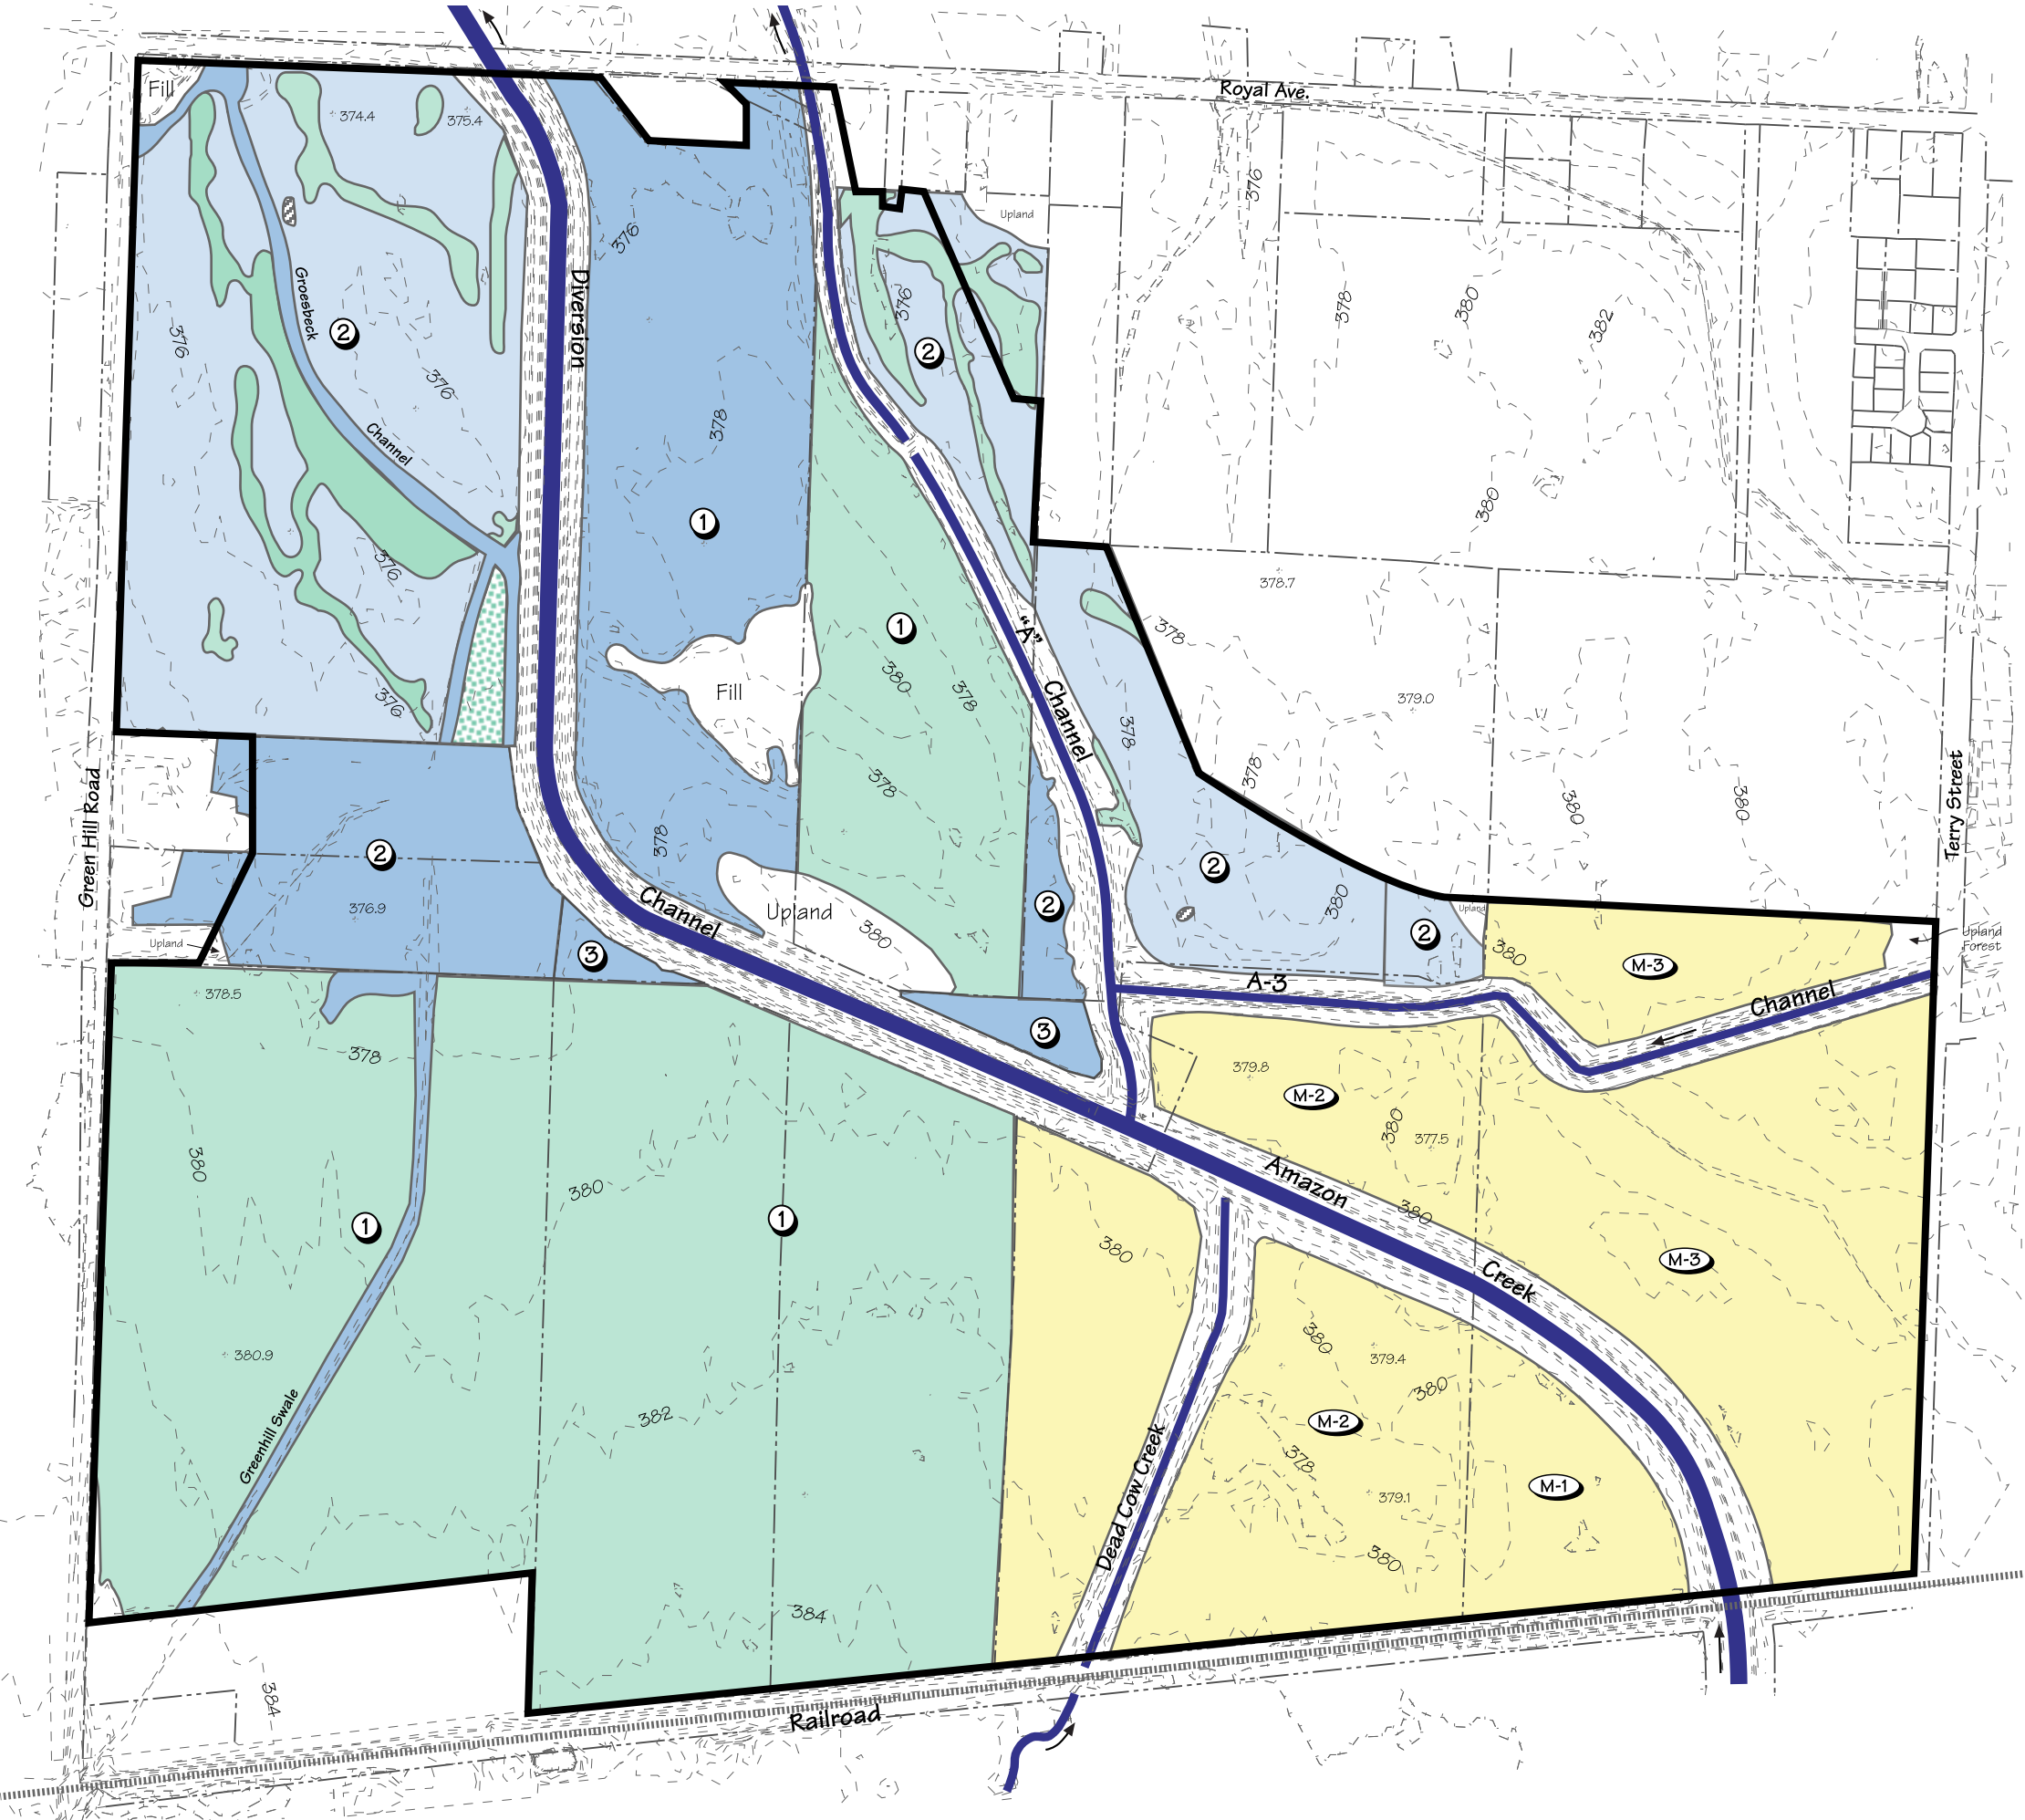 Fill
374.4
375.4
Royal Ave.
376
376
Upland
Groesbeck
2
Diversion
376
2
378
380
382
376
376
378
Channel
1
380
376
378.7
1
"A"
378
376
Fill
380
378
379.0
Channel
378
378
378
380
380
Green Hill Road
Terry Street
2
378
2
376.9
Channel
Upland
380
2
380
2
Upland
380
M-3
Upland
Forest
Upland
3
378.5
A-3
Channel
3
378
379.8
M-2
380
377.5
380
380
Amazon
380
1
1
380
Creek
M-3
380.9
380
379.4
380
382
M-2
Greenhill Swale
378
M-1
379.1
Dead Cow Creek
380
384
384
Railroad